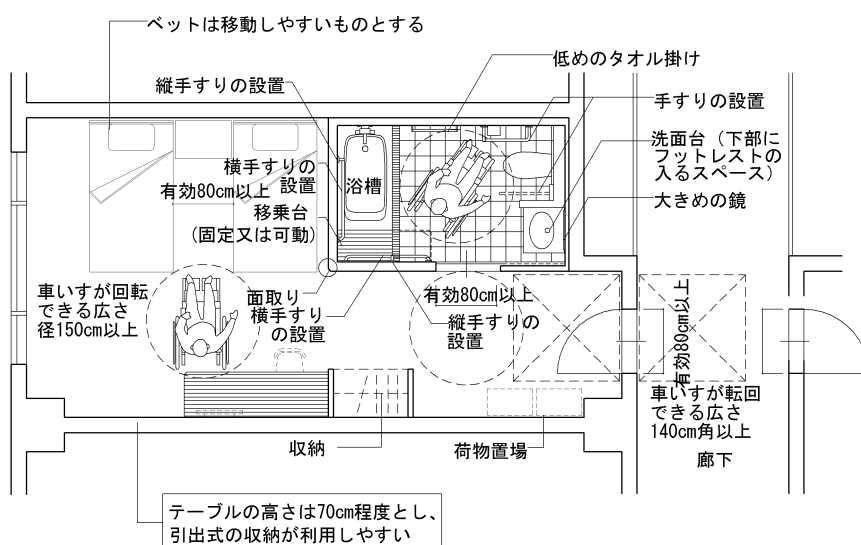 ベットは移動しやすいものとする
低めのタオル掛け
縦手すりの設置
手すりの設置
洗面台（下部に
フットレストの
入るスペース）
横手すりの
設置
浴槽
有効80cm以上
大きめの鏡
移乗台
（固定又は可動）
車いすが回転
できる広さ
径150cm以上
面取り
横手すり
の設置
有効80cm以上
縦手すりの
設置
有効80cm以上
車いすが転回
できる広さ
140cm角以上
収納
荷物置場
廊下
テーブルの高さは70cm程度とし、
引出式の収納が利用しやすい